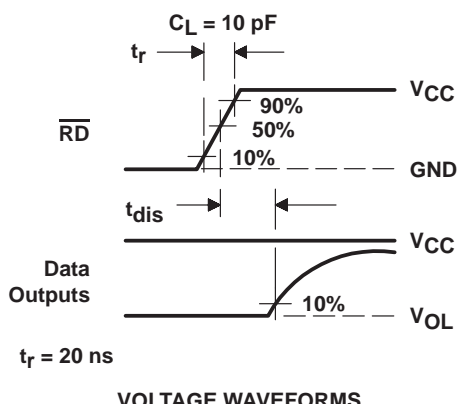 C_L = 10 pF
t_r
V_CC
90%
50%
R̅D̅
10%
GND
t_dis
V_CC
Data
Outputs
10%
V_OL
t_r = 20 ns
VOLTAGE WAVEFORMS